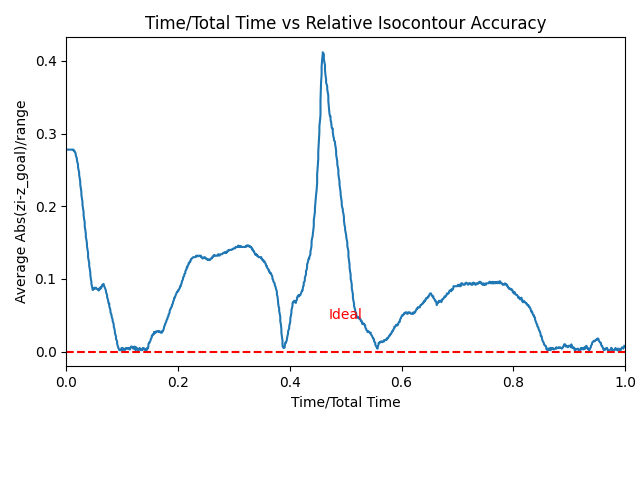 Time/Total Time vs Relative Isocontour Accuracy
Average Abs(zi-z_goal)/range
0.4
0.3
0.2
0.1
0.0
Ideal
0.0 0.2 0.4 0.6 0.8 1.0
Time/Total Time